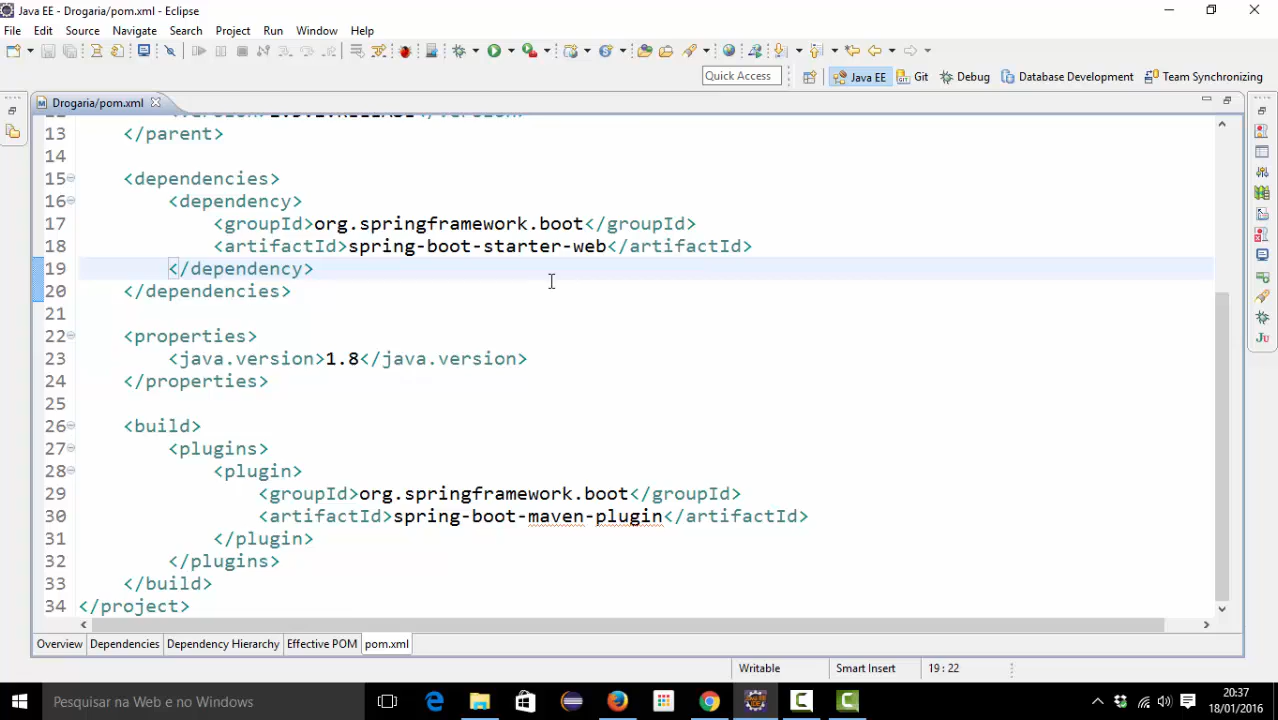 Java EE - Drogaria/pom.xml - Eclipse
File Edit Source Navigate Search Project Run Window Help
Quick Access Java EE Git Debug Database Development Team Synchronizing
Drogaria/pom.xml
13 </parent>
14
15 <dependencies>
16 <dependency>
17 <groupId>org.springframework.boot</groupId>
18 <artifactId>spring-boot-starter-web</artifactId>
19 </dependency>
20 </dependencies>
21
22 <properties>
23 <java.version>1.8</java.version>
24 </properties>
25
26 <build>
27 <plugins>
28 <plugin>
29 <groupId>org.springframework.boot</groupId>
30 <artifactId>spring-boot-maven-plugin</artifactId>
31 </plugin>
32 </plugins>
33 </build>
34 </project>
Overview Dependencies Dependency Hierarchy Effective POM pom.xml
Writable Smart Insert 19 : 22
Pesquisar na Web e no Windows
20:37
18/01/2016